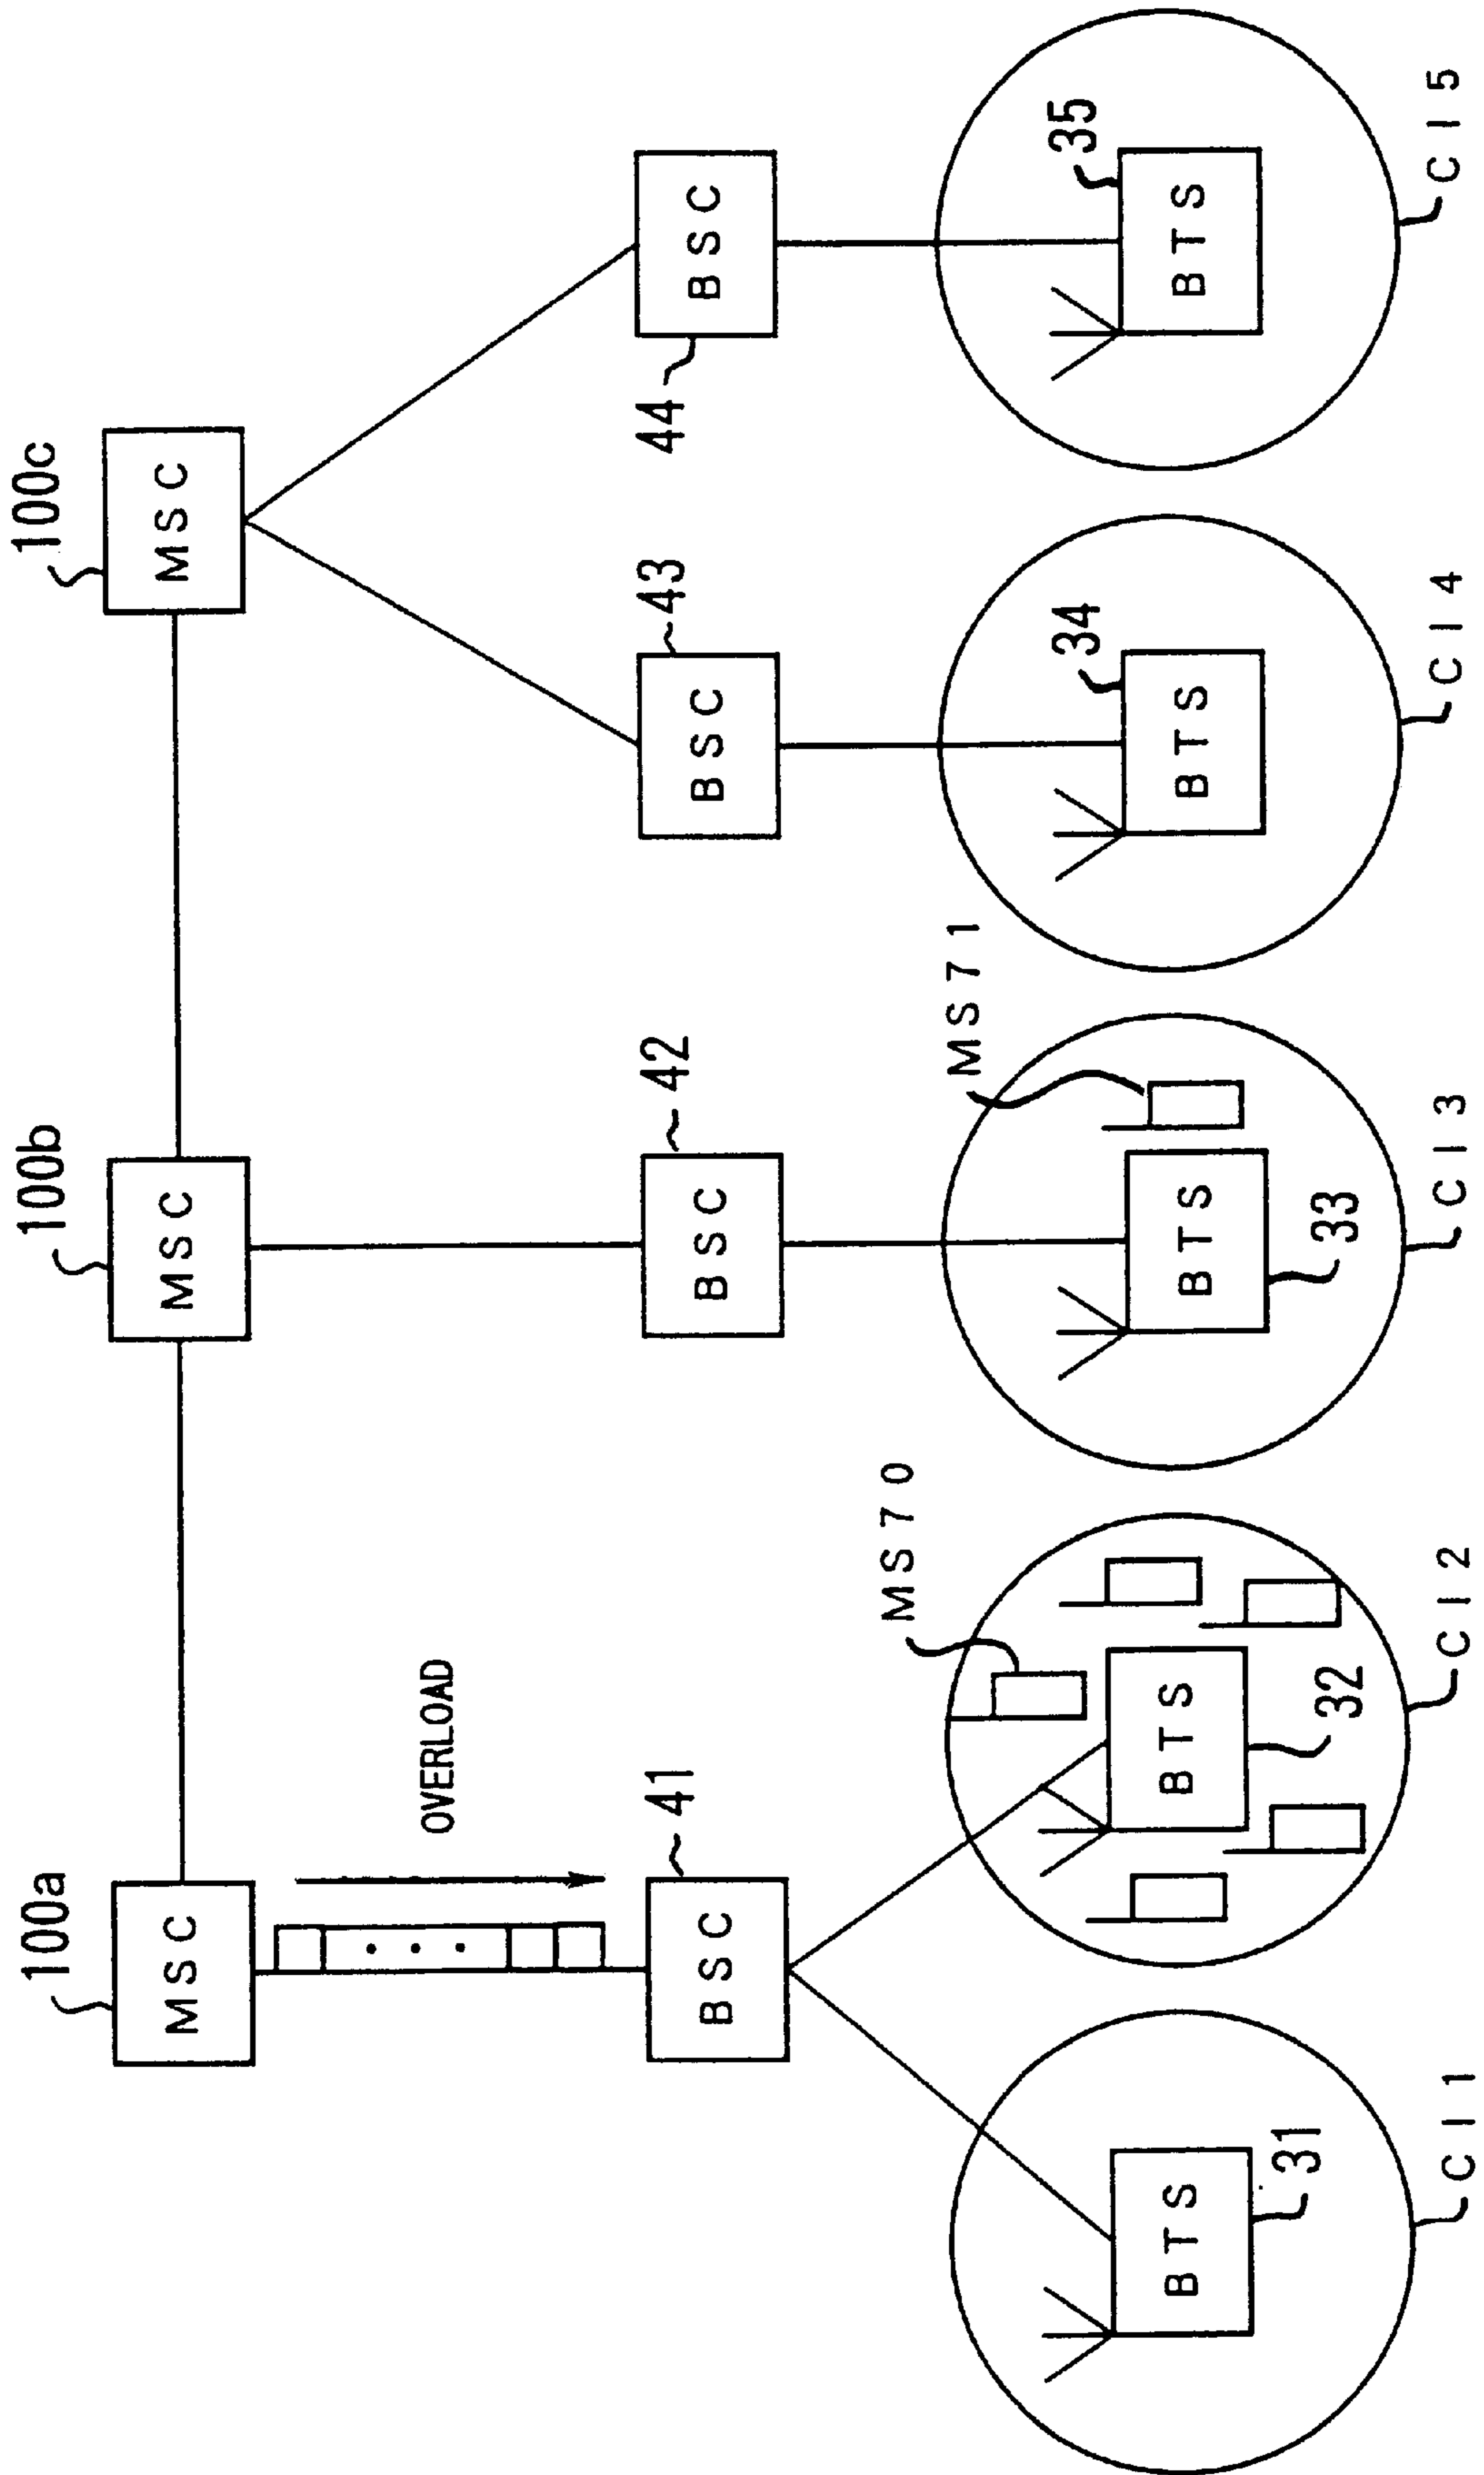 100a
100b
100c
MSC
MSC
MSC
OVERLOAD
41
42
43
44
BSC
BSC
BSC
BSC
MS70
MS71
BTS
31
BTS
32
BTS
33
BTS
34
BTS
35
CI1
CI2
CI3
CI4
CI5